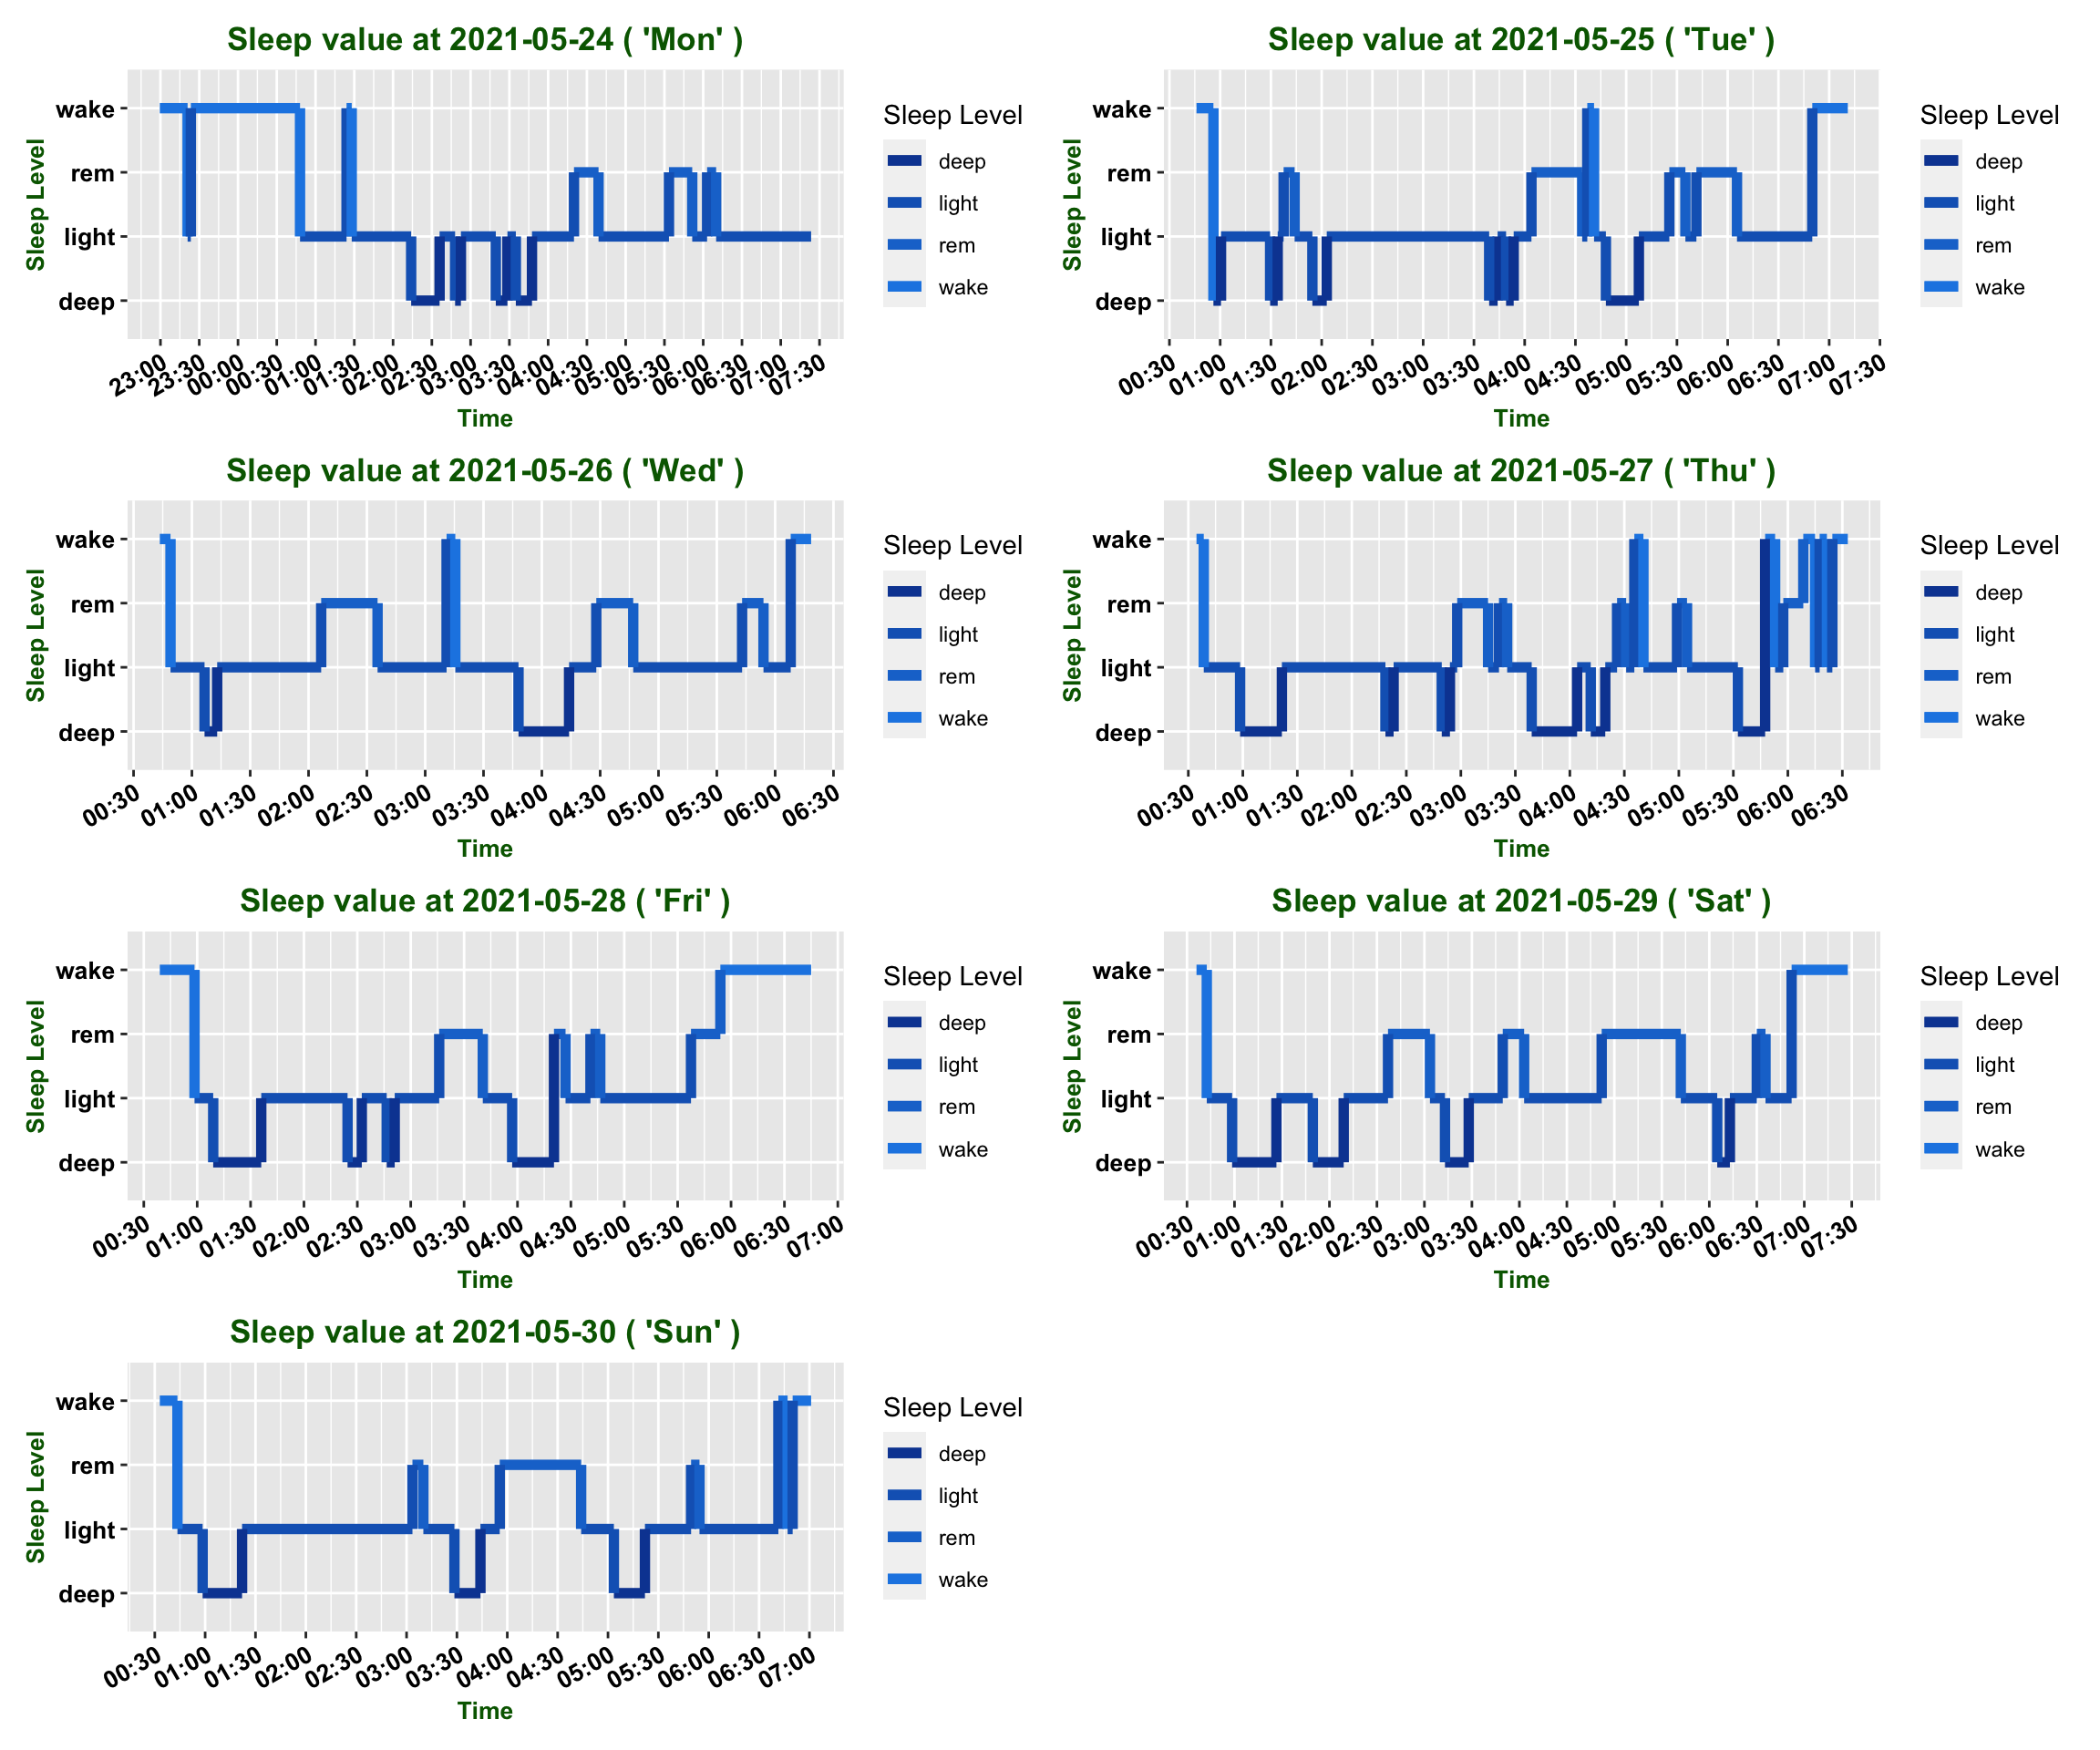 Sleep value at 2021-05-24 ( 'Mon' )
Sleep Level
wake
rem
light
deep
23:00 23:30 00:00 00:30 01:00 01:30 02:00 02:30 03:00 03:30 04:00 04:30 05:00 05:30 06:00 06:30 07:00 07:30
Time
Sleep Level
deep
light
rem
wake
Sleep value at 2021-05-25 ( 'Tue' )
Sleep Level
wake
rem
light
deep
00:30 01:00 01:30 02:00 02:30 03:00 03:30 04:00 04:30 05:00 05:30 06:00 06:30 07:00 07:30
Time
Sleep Level
deep
light
rem
wake
Sleep value at 2021-05-26 ( 'Wed' )
Sleep Level
wake
rem
light
deep
00:30 01:00 01:30 02:00 02:30 03:00 03:30 04:00 04:30 05:00 05:30 06:00 06:30
Time
Sleep Level
deep
light
rem
wake
Sleep value at 2021-05-27 ( 'Thu' )
Sleep Level
wake
rem
light
deep
00:30 01:00 01:30 02:00 02:30 03:00 03:30 04:00 04:30 05:00 05:30 06:00 06:30
Time
Sleep Level
deep
light
rem
wake
Sleep value at 2021-05-28 ( 'Fri' )
Sleep Level
wake
rem
light
deep
00:30 01:00 01:30 02:00 02:30 03:00 03:30 04:00 04:30 05:00 05:30 06:00 06:30 07:00
Time
Sleep Level
deep
light
rem
wake
Sleep value at 2021-05-29 ( 'Sat' )
Sleep Level
wake
rem
light
deep
00:30 01:00 01:30 02:00 02:30 03:00 03:30 04:00 04:30 05:00 05:30 06:00 06:30 07:00 07:30
Time
Sleep Level
deep
light
rem
wake
Sleep value at 2021-05-30 ( 'Sun' )
Sleep Level
wake
rem
light
deep
00:30 01:00 01:30 02:00 02:30 03:00 03:30 04:00 04:30 05:00 05:30 06:00 06:30 07:00
Time
Sleep Level
deep
light
rem
wake